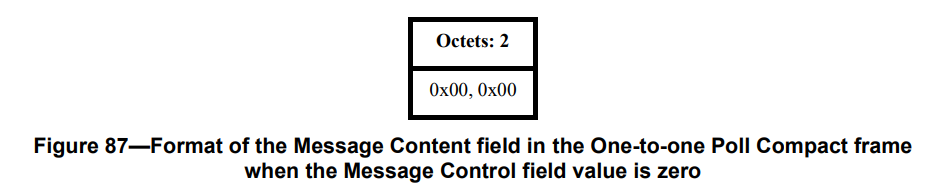 Octets: 2
0x00, 0x00
Figure 87—Format of the Message Content field in the One-to-one Poll Compact frame
when the Message Control field value is zero